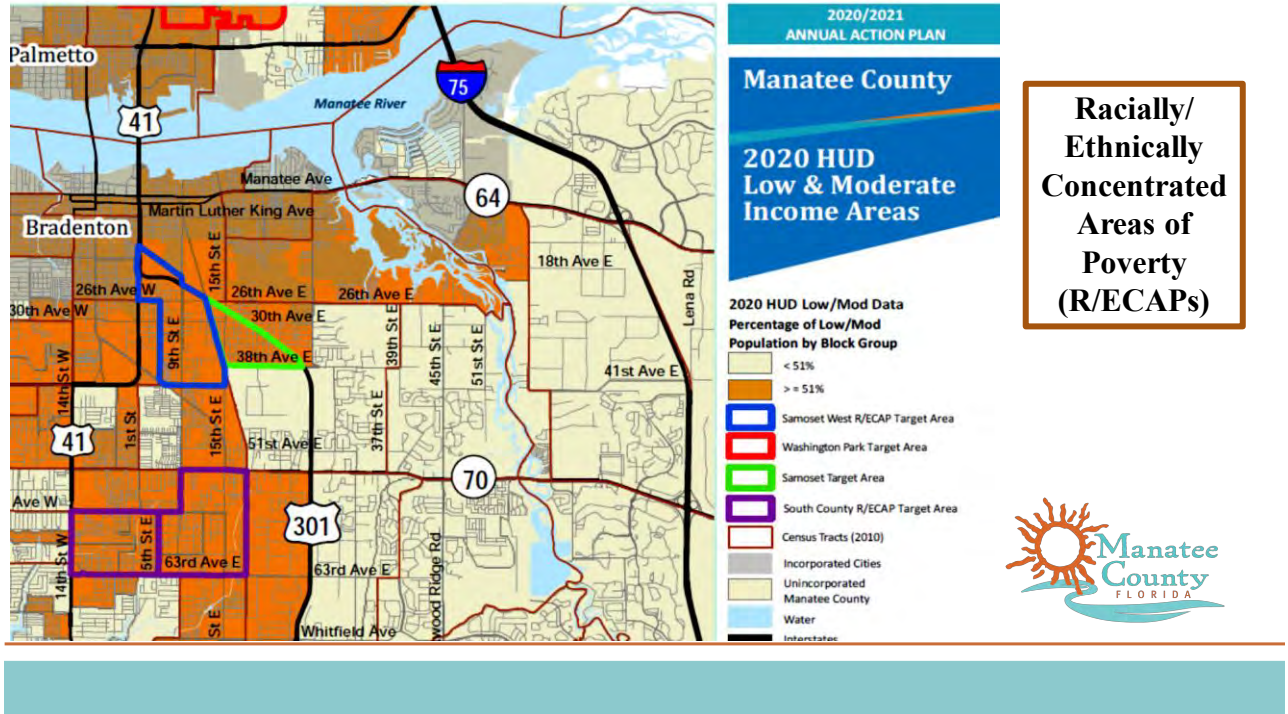 Palmetto
75
Manatee River
41
Manatee Ave
64
Martin Luther King Ave
Bradenton
15th St E
18th Ave E
26th Ave W
26th Ave E
26th Ave E
30th Ave W
30th Ave E
Lena Rd
9th St E
39th St E
45th St E
51st St E
38th Ave E
41st Ave E
14th St W
1st St
15th St E
37th St E
41
51st Ave E
70
Ave W
301
5th St E
14th St W
63rd Ave E
63rd Ave E
wood Ridge Rd
St E
Whitfield Ave
2020/2021
ANNUAL ACTION PLAN
Manatee County
2020 HUD
Low & Moderate
Income Areas
2020 HUD Low/Mod Data
Percentage of Low/Mod
Population by Block Group
< 51%
> = 51%
Samoset West R/ECAP Target Area
Washington Park Target Area
Samoset Target Area
South County R/ECAP Target Area
Census Tracts (2010)
Incorporated Cities
Unincorporated
Manatee County
Water
Interstates
Racially/
Ethnically
Concentrated
Areas of
Poverty
(R/ECAPs)
Manatee
County
FLORIDA